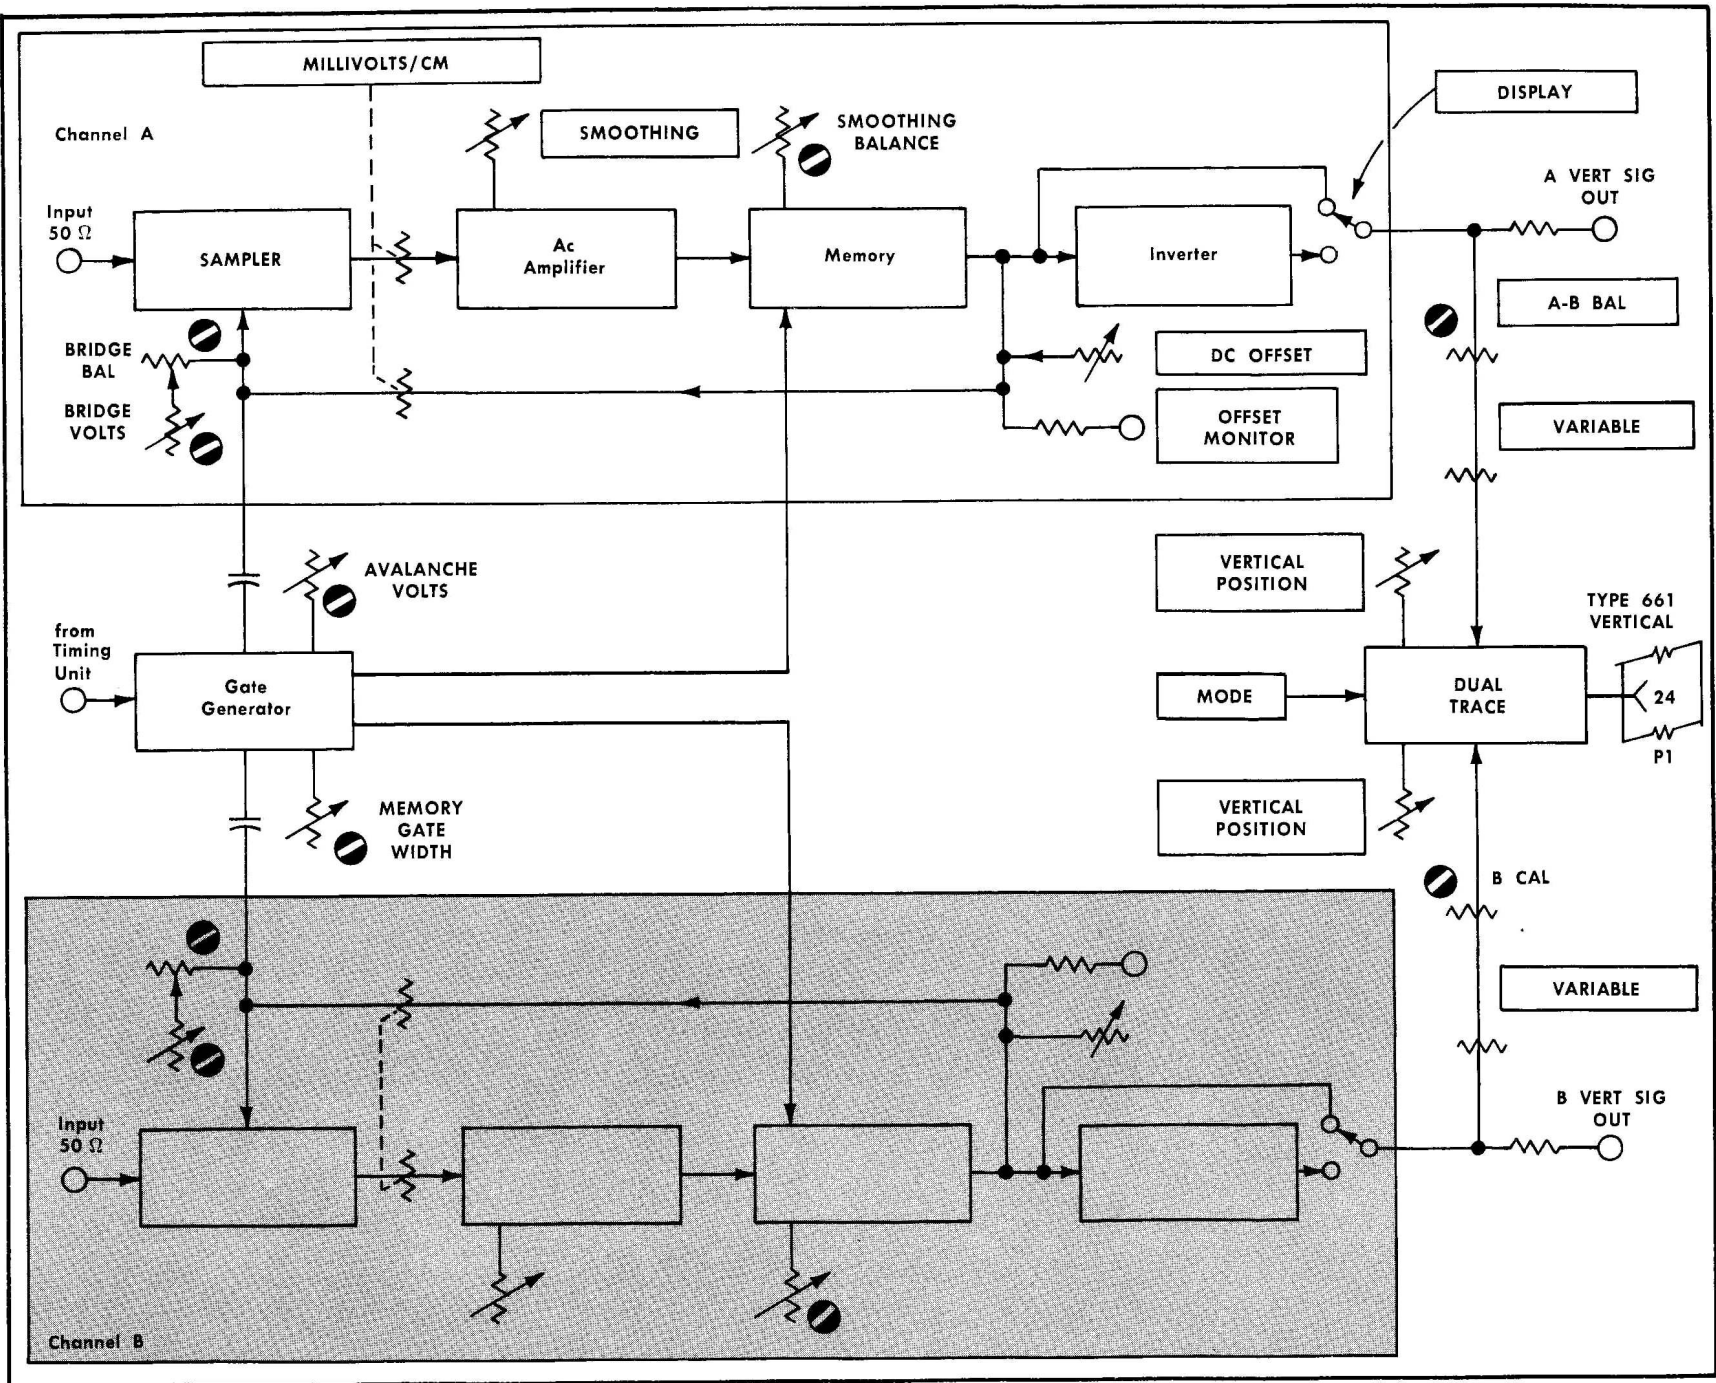 MILLIVOLTS/CM
DISPLAY
Channel A
SMOOTHING
SMOOTHING
BALANCE
A VERT SIG
OUT
Input
50 Ω
SAMPLER
Ac
Amplifier
Memory
Inverter
A-B BAL
BRIDGE
BAL
DC OFFSET
BRIDGE
VOLTS
OFFSET
MONITOR
VARIABLE
AVALANCHE
VOLTS
VERTICAL
POSITION
TYPE 661
VERTICAL
from
Timing
Unit
Gate
Generator
MODE
DUAL
TRACE
24
P1
MEMORY
GATE
WIDTH
VERTICAL
POSITION
B CAL
VARIABLE
Input
50 Ω
B VERT SIG
OUT
Channel B